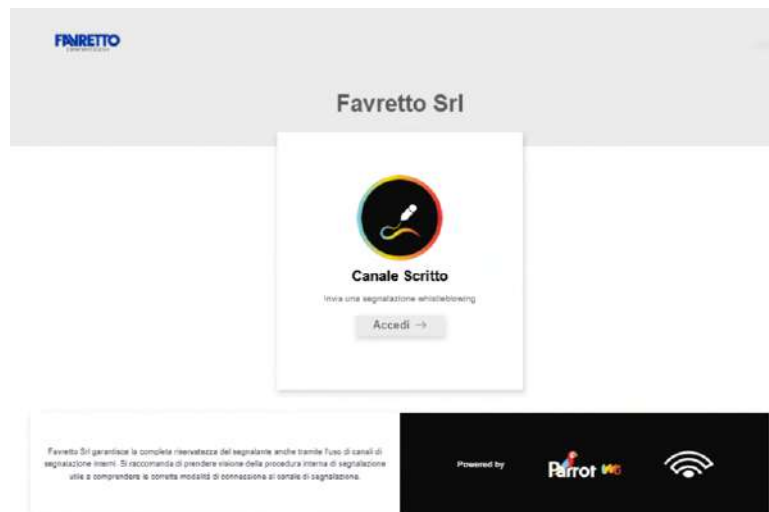 FAVRETTO
Favretto Srl
Canale Scritto
Invia una segnalazione whistleblowing
Accedi →
Favretto Srl garantisce la completa riservatezza del segnalante anche tramite l'uso di canali di
segnalazione interni. Si raccomanda di prendere visione della procedura interna di segnalazione
utile a comprendere la corretta modalità di connessione al canale di segnalazione.
Powered by
Parrot WB